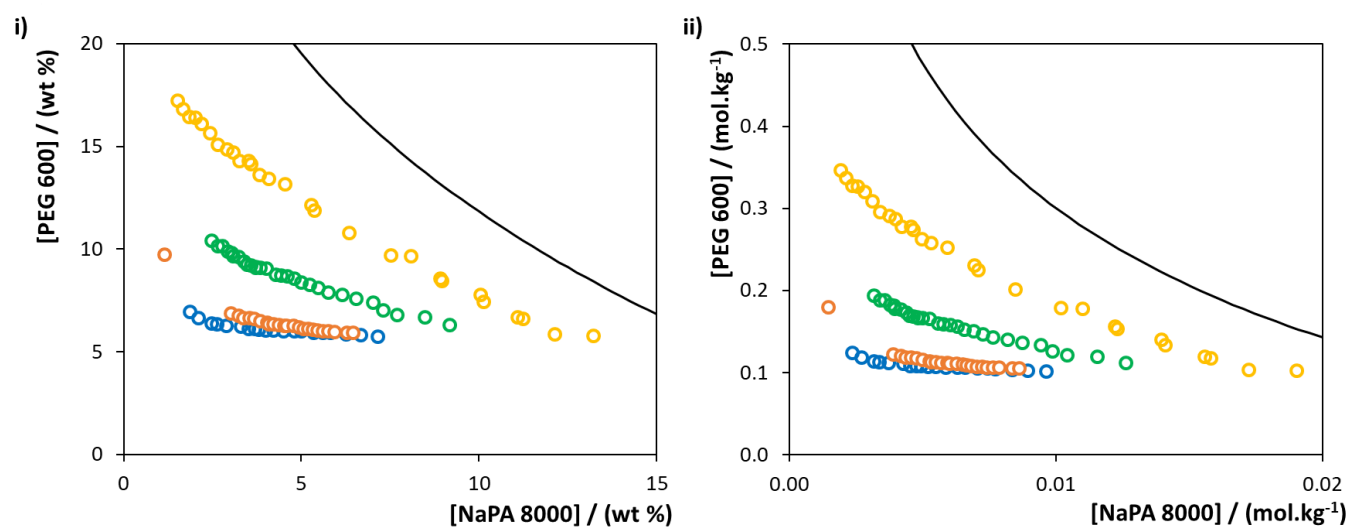 i)
20
15
10
5
0
[PEG 600] / (wt %)
0 5 10 15
[NaPA 8000] / (wt %)
ii)
0.5
0.4
0.3
0.2
0.1
0.0
[PEG 600] / (mol.kg⁻¹)
0.00 0.01 0.02
[NaPA 8000] / (mol.kg⁻¹)